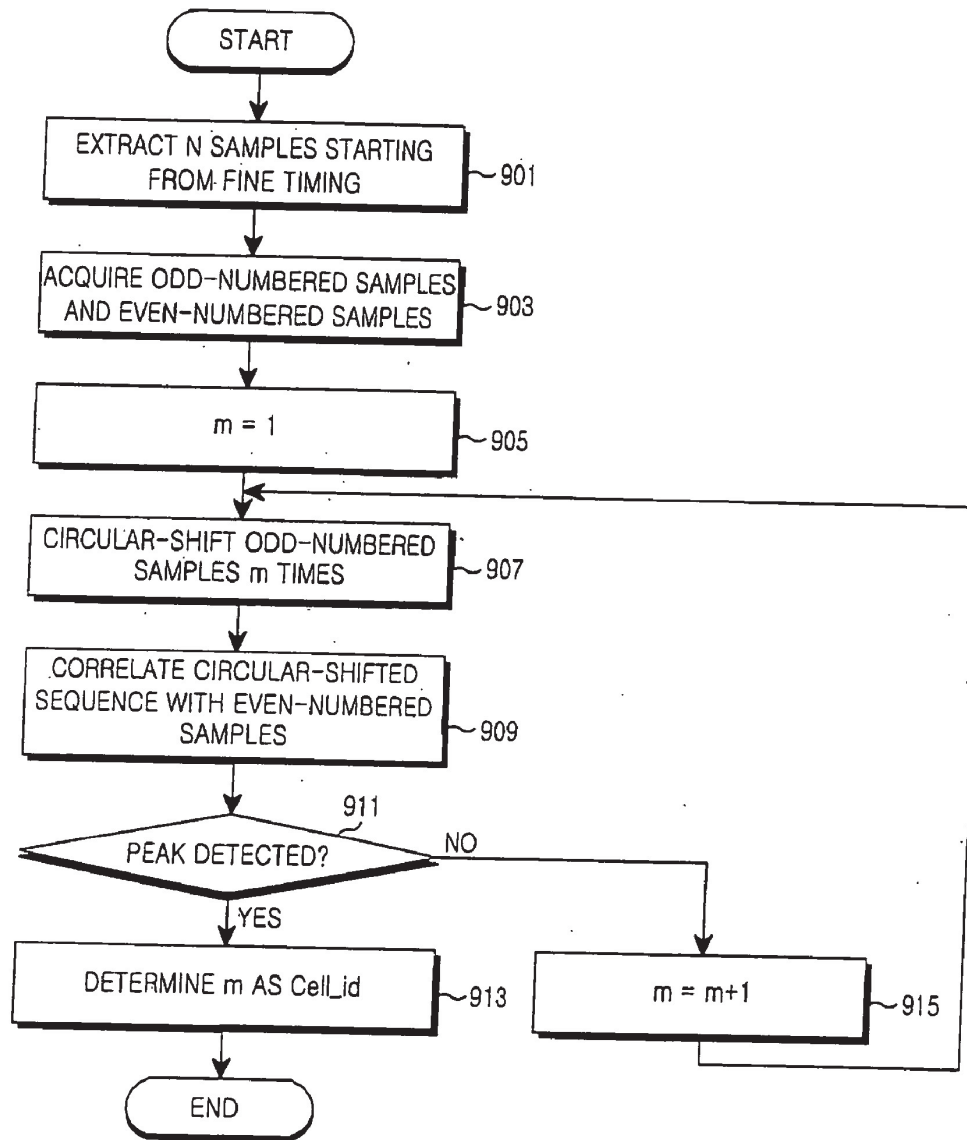 START
EXTRACT N SAMPLES STARTING
FROM FINE TIMING
901
ACQUIRE ODD-NUMBERED SAMPLES
AND EVEN-NUMBERED SAMPLES
903
m = 1
905
CIRCULAR-SHIFT ODD-NUMBERED
SAMPLES m TIMES
907
CORRELATE CIRCULAR-SHIFTED
SEQUENCE WITH EVEN-NUMBERED
SAMPLES
909
911
PEAK DETECTED?
NO
YES
DETERMINE m AS Cell_id
913
m = m+1
915
END